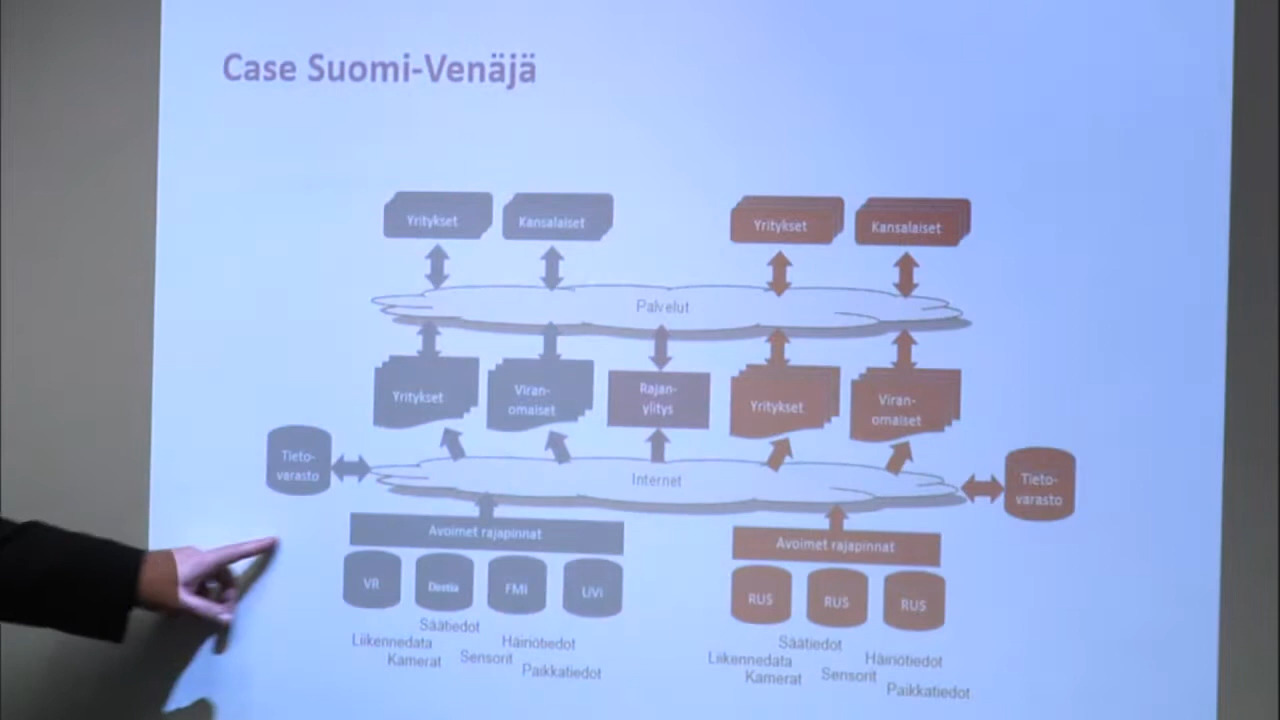 Case Suomi-Venäjä
Yritykset
Kansalaiset
Yritykset
Kansalaiset
Palvelut
Yritykset
Viran-
omaiset
Rajan-
ylitys
Yritykset
Viran-
omaiset
Tieto-
varasto
Internet
Tieto-
varasto
Avoimet rajapinnat
Avoimet rajapinnat
VR
Destia
FMI
LiVi
RUS
RUS
RUS
Säätiedot
Liikennedata
Häiriötiedot
Kamerat
Sensorit
Paikkatiedot
Säätiedot
Liikennedata
Häiriötiedot
Kamerat
Sensorit
Paikkatiedot